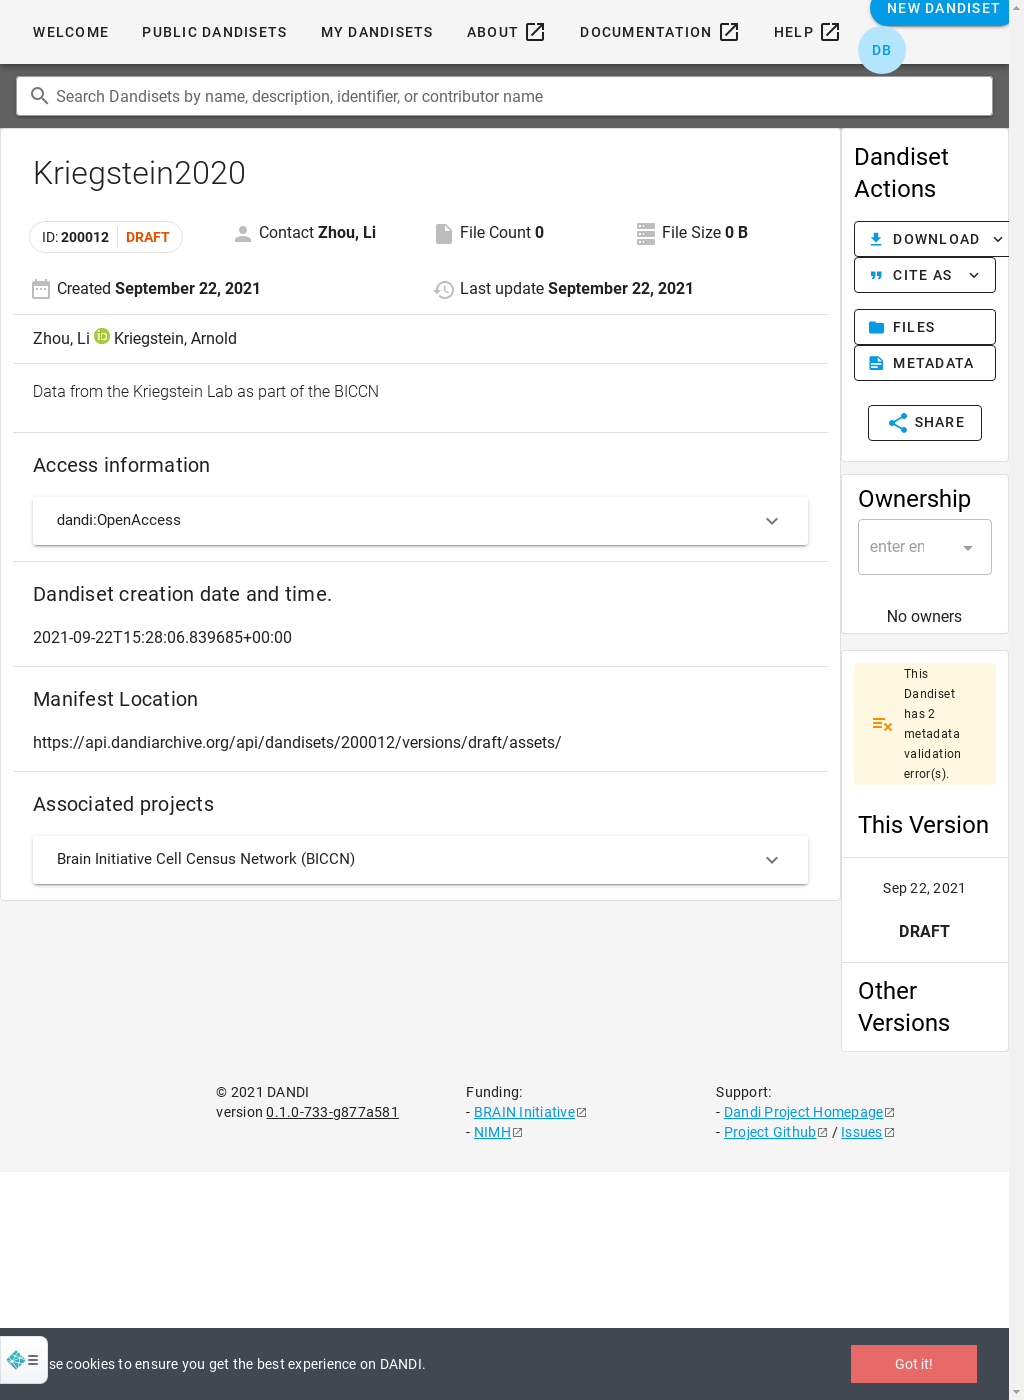 WELCOME PUBLIC DANDISETS MY DANDISETS ABOUT DOCUMENTATION HELP NEW DANDISET
DB
Search Dandisets by name, description, identifier, or contributor name
Kriegstein2020
ID: 200012 DRAFT Contact Zhou, Li File Count 0 File Size 0 B
Created September 22, 2021 Last update September 22, 2021
Zhou, Li iD Kriegstein, Arnold
Data from the Kriegstein Lab as part of the BICCN
Access information
dandi:OpenAccess
Dandiset creation date and time.
2021-09-22T15:28:06.839685+00:00
Manifest Location
https://api.dandiarchive.org/api/dandisets/200012/versions/draft/assets/
Associated projects
Brain Initiative Cell Census Network (BICCN)
Dandiset
Actions
DOWNLOAD
CITE AS
FILES
METADATA
SHARE
Ownership
enter en
No owners
This
Dandiset
has 2
metadata
validation
error(s).
This Version
Sep 22, 2021
DRAFT
Other
Versions
© 2021 DANDI
version 0.1.0-733-g877a581
Funding:
- BRAIN Initiative
- NIMH
Support:
- Dandi Project Homepage
- Project Github / Issues
se cookies to ensure you get the best experience on DANDI.
Got it!